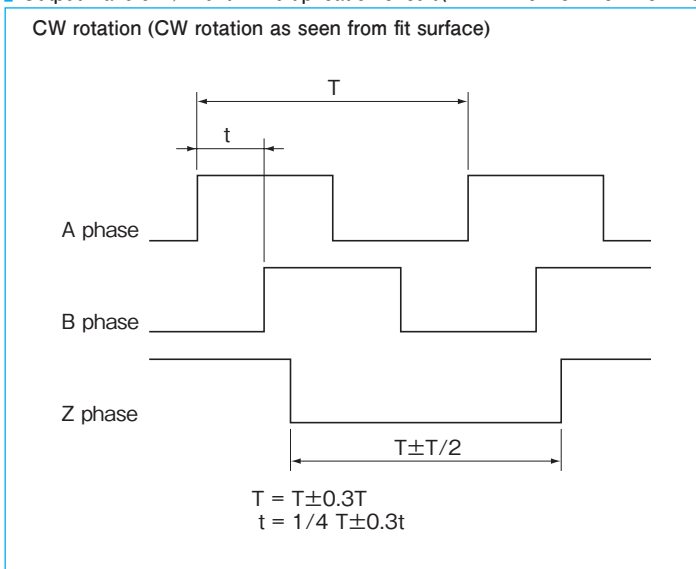 CW rotation (CW rotation as seen from fit surface)
T
t
A phase
B phase
Z phase
T±T/2
T = T±0.3T
t = 1/4 T±0.3t